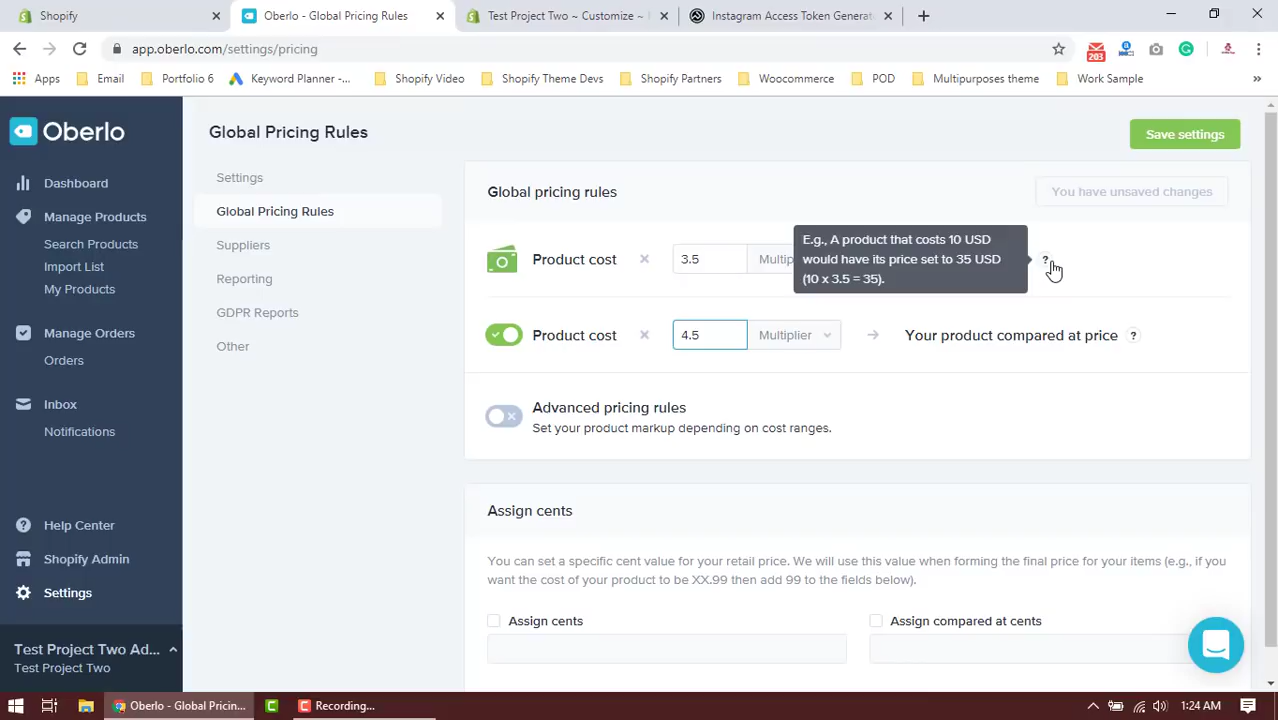 Shopify
Oberlo - Global Pricing Rules
Test Project Two ~ Customize ~
Instagram Access Token Generat
app.oberlo.com/settings/pricing
203
Apps
Email
Portfolio 6
Keyword Planner -...
Shopify Video
Shopify Theme Devs
Shopify Partners
Woocommerce
POD
Multipurposes theme
Work Sample
»
Oberlo
Dashboard
Manage Products
Search Products
Import List
My Products
Manage Orders
Orders
Inbox
Notifications
Help Center
Shopify Admin
Settings
Test Project Two Ad...
Test Project Two
Global Pricing Rules
Save settings
Settings
Global Pricing Rules
Suppliers
Reporting
GDPR Reports
Other
Global pricing rules
You have unsaved changes
Product cost
3.5
Multip
E.g., A product that costs 10 USD
would have its price set to 35 USD
(10 x 3.5 = 35).
?
Product cost
4.5
Multiplier
Your product compared at price
?
Advanced pricing rules
Set your product markup depending on cost ranges.
Assign cents
You can set a specific cent value for your retail price. We will use this value when forming the final price for your items (e.g., if you
want the cost of your product to be XX.99 then add 99 to the fields below).
Assign cents
Assign compared at cents
Oberlo - Global Pricin...
Recording...
1:24 AM